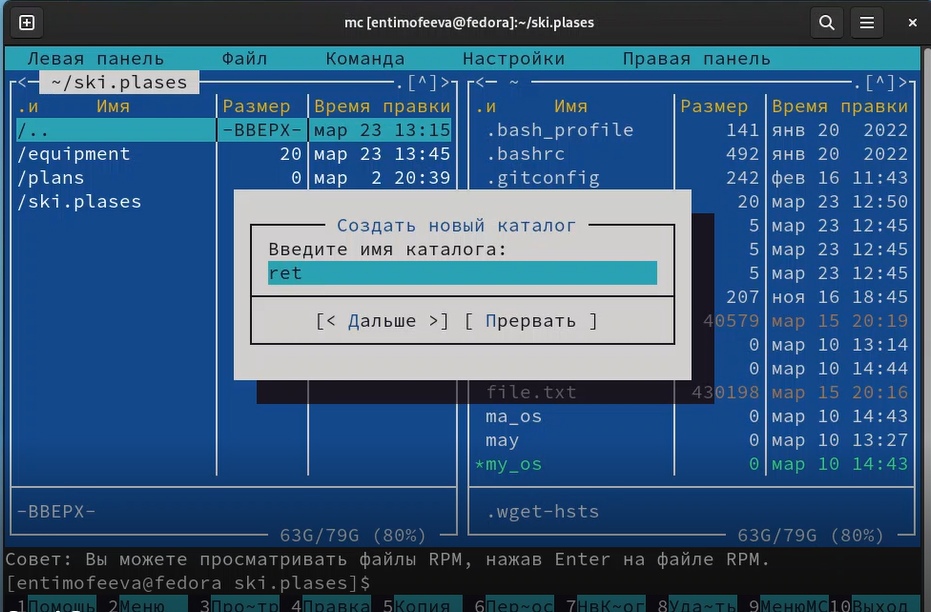 mc [entimofeeva@fedora]:~/ski.plases
Левая панель Файл Команда Настройки Правая панель
<─ ~/ski.plases .[^]> <─ ~ .[^]>
.и Имя Размер Время правки .и Имя Размер Время правки
/.. -ВВЕРХ- мар 23 13:15 .bash_profile 141 янв 20 2022
/equipment 20 мар 23 13:45 .bashrc 492 янв 20 2022
/plans 0 мар 2 20:39 .gitconfig 242 фев 16 11:43
/ski.plases 20 мар 23 12:50
Создать новый каталог 5 мар 23 12:45
Введите имя каталога: 5 мар 23 12:45
ret 5 мар 23 12:45
207 ноя 16 18:45
[< Дальше >] [ Прервать ] 40579 мар 15 20:19
0 мар 10 13:14
0 мар 10 14:44
file.txt 430198 мар 15 20:16
ma_os 0 мар 10 14:43
may 0 мар 10 13:27
*my_os 0 мар 10 14:43
-ВВЕРХ- .wget-hsts
63G/79G (80%) 63G/79G (80%)
Совет: Вы можете просматривать файлы RPM, нажав Enter на файле RPM.
[entimofeeva@fedora ski.plases]$
1Помощь 2Меню 3Про~тр 4Правка 5Копия 6Пер~ос 7НвК~ог 8Уда~ть 9МенюMC 10Выход